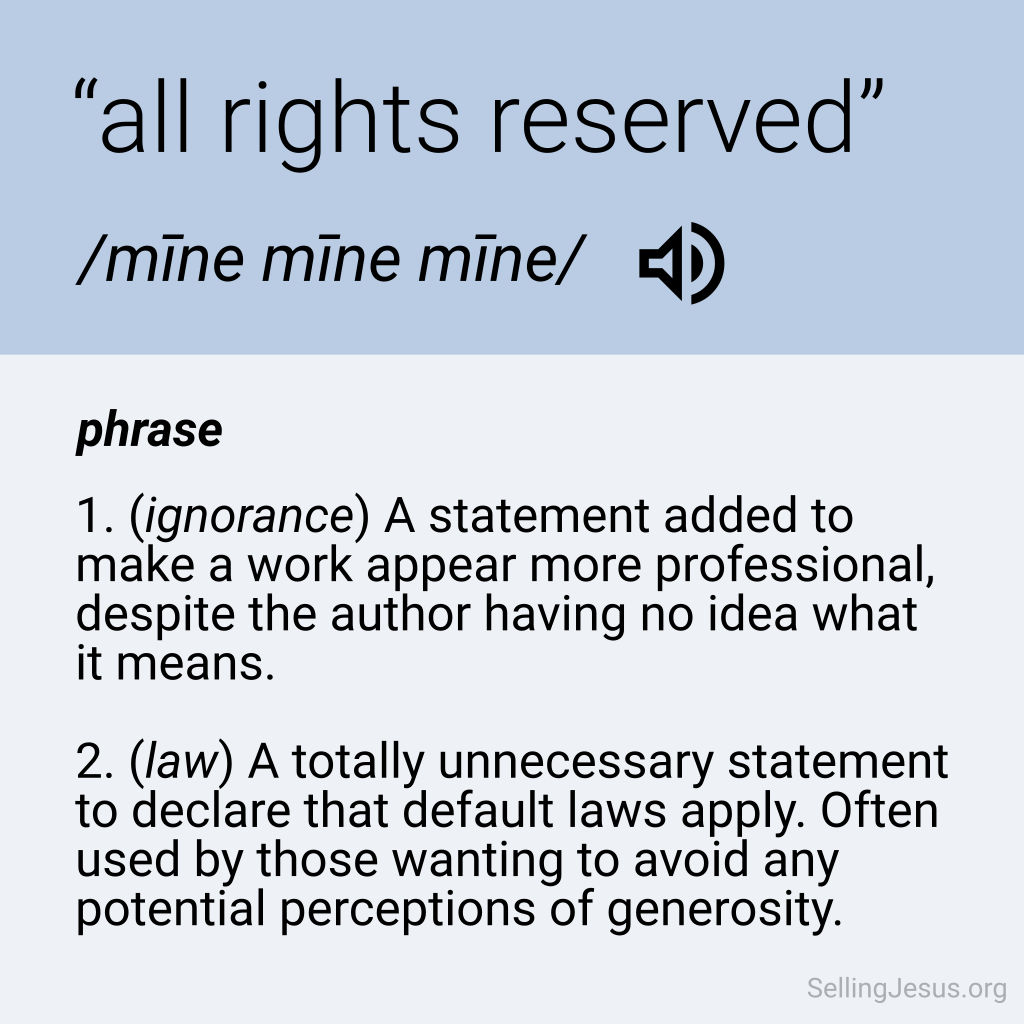 “all rights reserved”
/mīne mīne mīne/
phrase
1. (ignorance) A statement added to
make a work appear more professional,
despite the author having no idea what
it means.
2. (law) A totally unnecessary statement
to declare that default laws apply. Often
used by those wanting to avoid any
potential perceptions of generosity.
SellingJesus.org